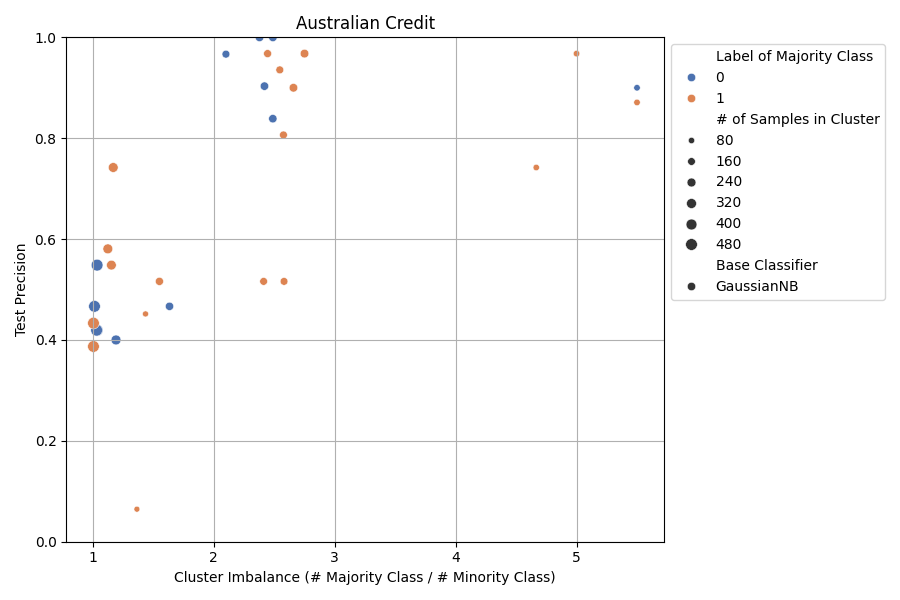 Australian Credit
1.0
0.8
0.6
0.4
0.2
0.0
Test Precision
1
2
3
4
5
Cluster Imbalance (# Majority Class / # Minority Class)
Label of Majority Class
0
1
# of Samples in Cluster
80
160
240
320
400
480
Base Classifier
GaussianNB